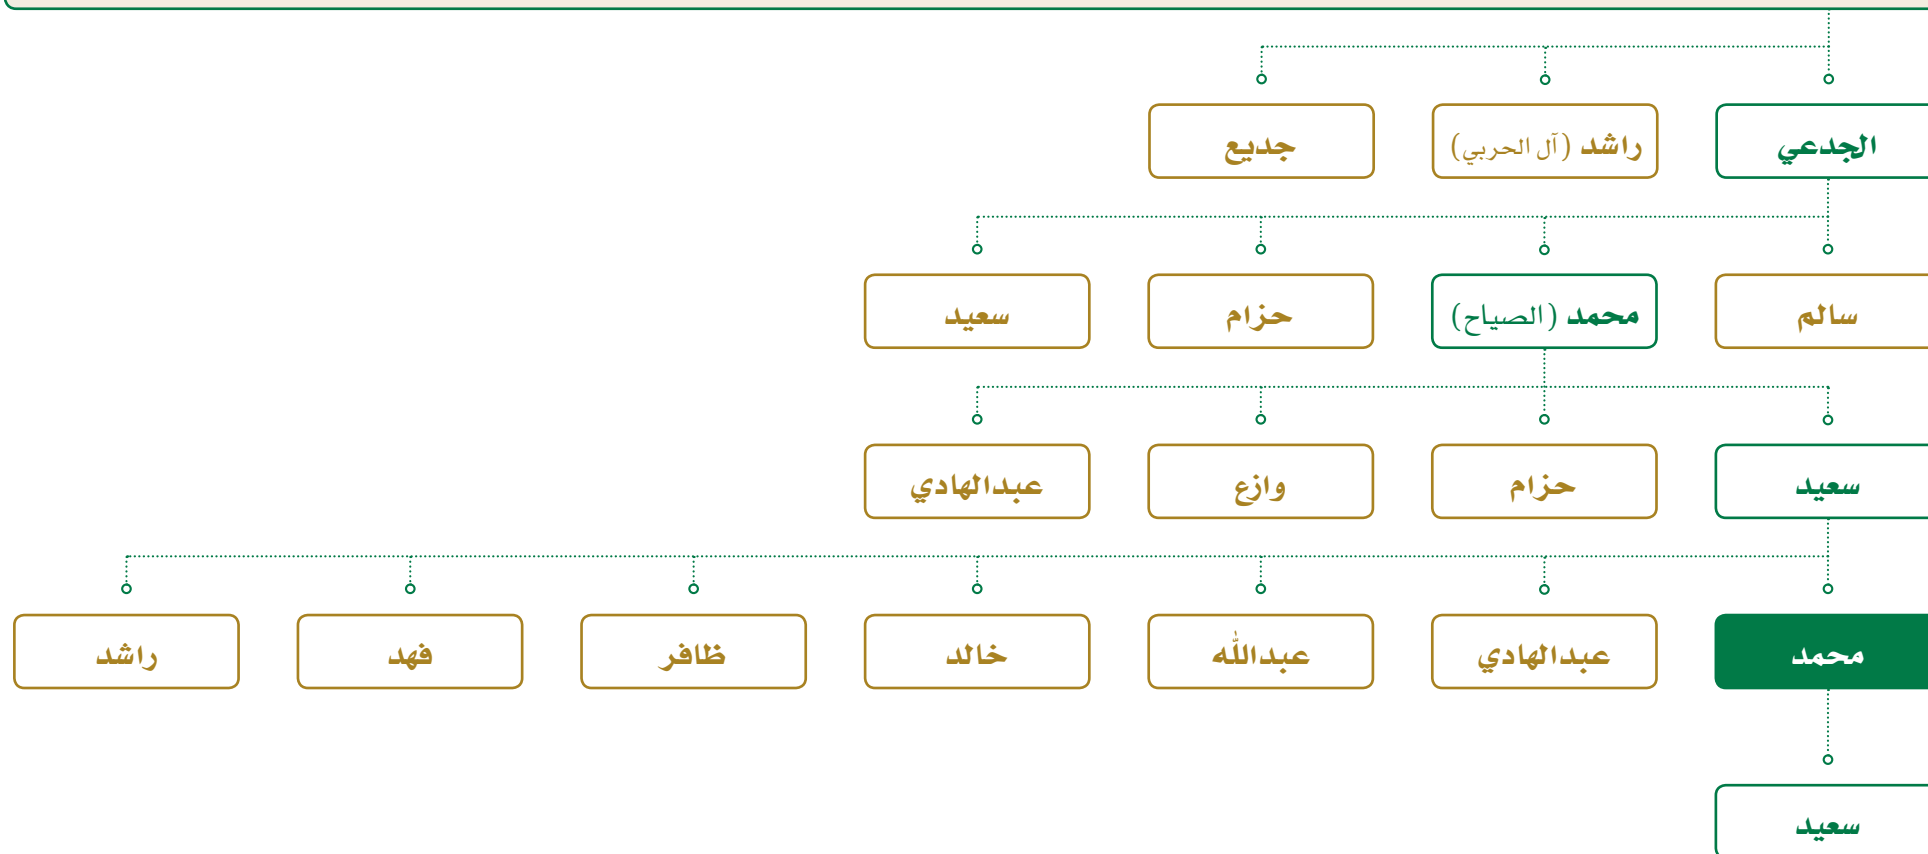 الجدعي
راشد (آل الحربي)
جديع
سالم
محمد (الصياح)
حزام
سعيد
سعيد
حزام
وازع
عبدالهادي
محمد
عبدالهادي
عبدالله
خالد
ظافر
فهد
راشد
سعيد